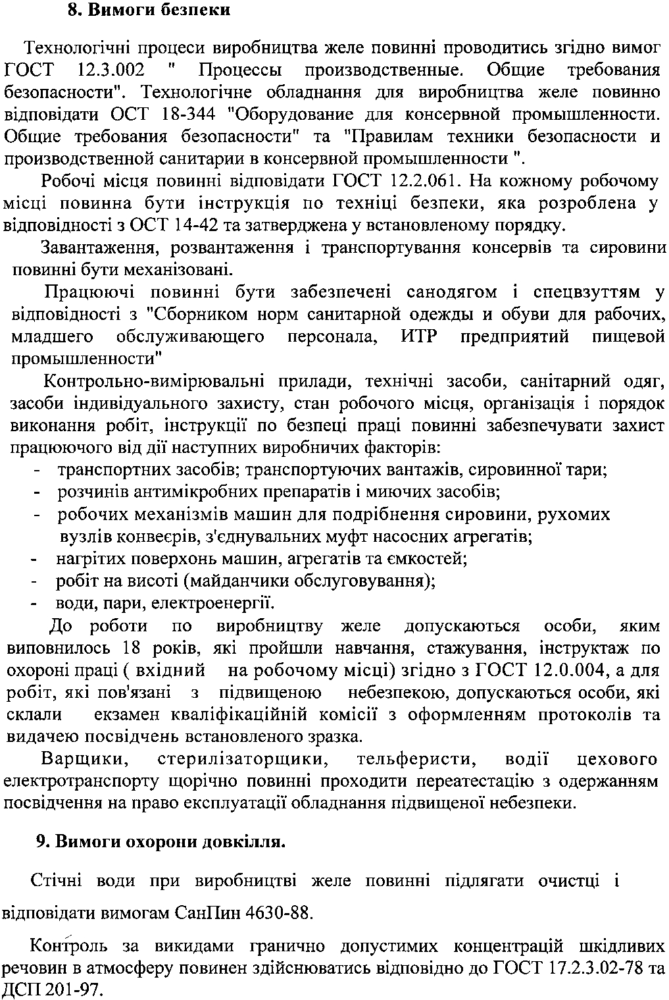 8. Вимоги безпеки
Технологічні процеси виробництва желе повинні проводитись згідно вимог
ГОСТ 12.3.002 " Процессы производственные. Общие требования
безопасности". Технологічне обладнання для виробництва желе повинно
відповідати ОСТ 18-344 "Оборудование для консервной промышленности.
Общие требования безопасности" та "Правилам техники безопасности и
производственной санитарии в консервной промышленности ".
Робочі місця повинні відповідати ГОСТ 12.2.061. На кожному робочому
місці повинна бути інструкція по техніці безпеки, яка розроблена у
відповідності з ОСТ 14-42 та затверджена у встановленому порядку.
Завантаження, розвантаження і транспортування консервів та сировини
повинні бути механізовані.
Працюючі повинні бути забезпечені санодягом і спецвзуттям у
відповідності з "Сборником норм санитарной одежды и обуви для рабочих,
младшего обслуживающего персонала, ИТР предприятий пищевой
промышленности"
Контрольно-вимірювальні прилади, технічні засоби, санітарний одяг,
засоби індивідуального захисту, стан робочого місця, організація і порядок
виконання робіт, інструкції по безпеці праці повинні забезпечувати захист
працюючого від дії наступних виробничих факторів:
- транспортних засобів; транспортуючих вантажів, сировинної тари;
- розчинів антимікробних препаратів і миючих засобів;
- робочих механізмів машин для подрібнення сировини, рухомих
вузлів конвеєрів, з'єднувальних муфт насосних агрегатів;
- нагрітих поверхонь машин, агрегатів та ємкостей;
- робіт на висоті (майданчики обслуговування);
- води, пари, електроенергії.
До роботи по виробництву желе допускаються особи, яким
виповнилось 18 років, які пройшли навчання, стажування, інструктаж по
охороні праці ( вхідний на робочому місці) згідно з ГОСТ 12.0.004, а для
робіт, які пов'язані з підвищеною небезпекою, допускаються особи, які
склали екзамен кваліфікаційній комісії з оформленням протоколів та
видачею посвідчень встановленого зразка.
Варщики, стерилізаторщики, тельферисти, водії цехового
електротранспорту щорічно повинні проходити переатестацію з одержанням
посвідчення на право експлуатації обладнання підвищеної небезпеки.
9. Вимоги охорони довкілля.
Стічні води при виробництві желе повинні підлягати очистці і
відповідати вимогам СанПин 4630-88.
Контроль за викидами гранично допустимих концентрацій шкідливих
речовин в атмосферу повинен здійснюватись відповідно до ГОСТ 17.2.3.02-78 та
ДСП 201-97.